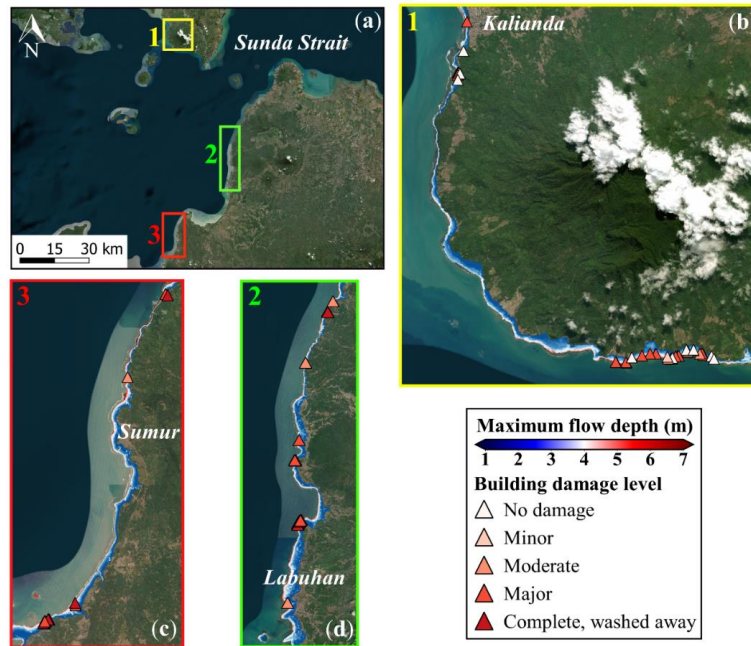 (a)
N
Sunda Strait
1
2
3
0 15 30 km
1
Kalianda
(b)
3
Sumur
(c)
2
Labuhan
(d)
Maximum flow depth (m)
1 2 3 4 5 6 7
Building damage level
No damage
Minor
Moderate
Major
Complete, washed away